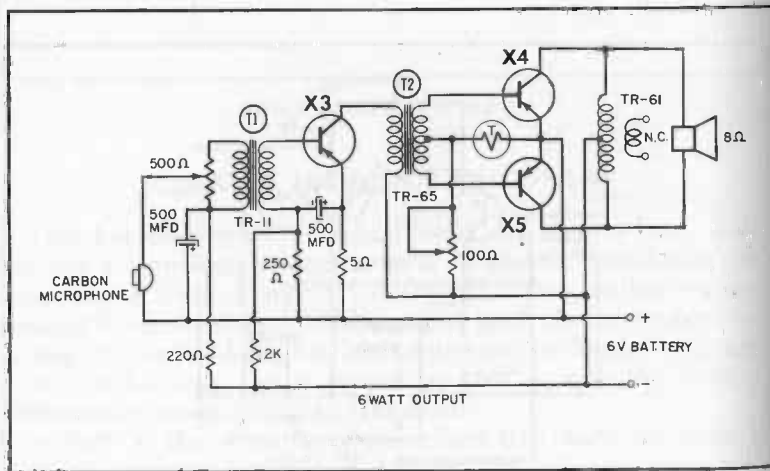 X4
T2
X3
T1
TR-61
N.C.
8Ω
500Ω
T
TR-11
TR-65
X5
500
MFD
500
MFD
250
Ω
5Ω
100Ω
CARBON
MICROPHONE
+
6V BATTERY
220Ω
2K
-
6 WATT OUTPUT